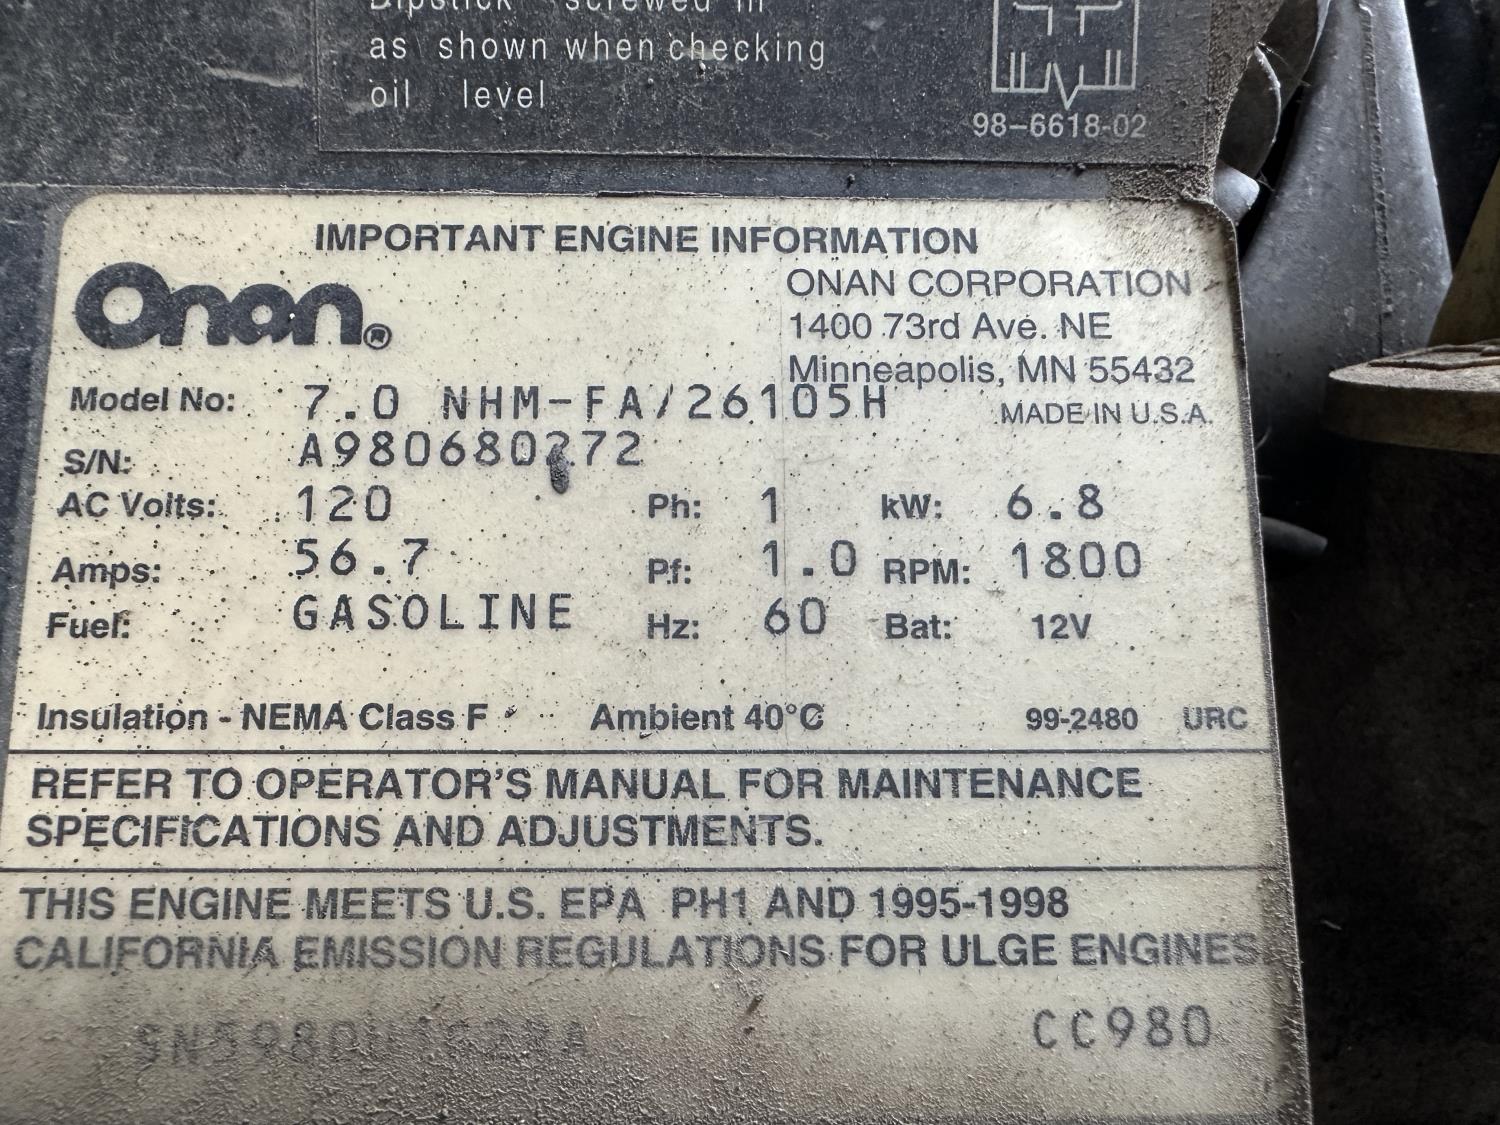 Dipstick screwed in
as shown when checking
oil level
98-6618-02
IMPORTANT ENGINE INFORMATION
Onan®
ONAN CORPORATION
1400 73rd Ave. NE
Minneapolis, MN 55432
MADE IN U.S.A.
Model No: 7.0 NHM-FA/26105H
S/N:
AC Volts: 120 Ph: 1 kW: 6.8
Amps: 56.7 Pf: 1.0 RPM: 1800
Fuel: GASOLINE Hz: 60 Bat: 12V
Insulation - NEMA Class F Ambient 40°C 99-2480 URC
REFER TO OPERATOR'S MANUAL FOR MAINTENANCE
SPECIFICATIONS AND ADJUSTMENTS.
THIS ENGINE MEETS U.S. EPA PH1 AND 1995-1998
CALIFORNIA EMISSION REGULATIONS FOR ULGE ENGINES
CC980